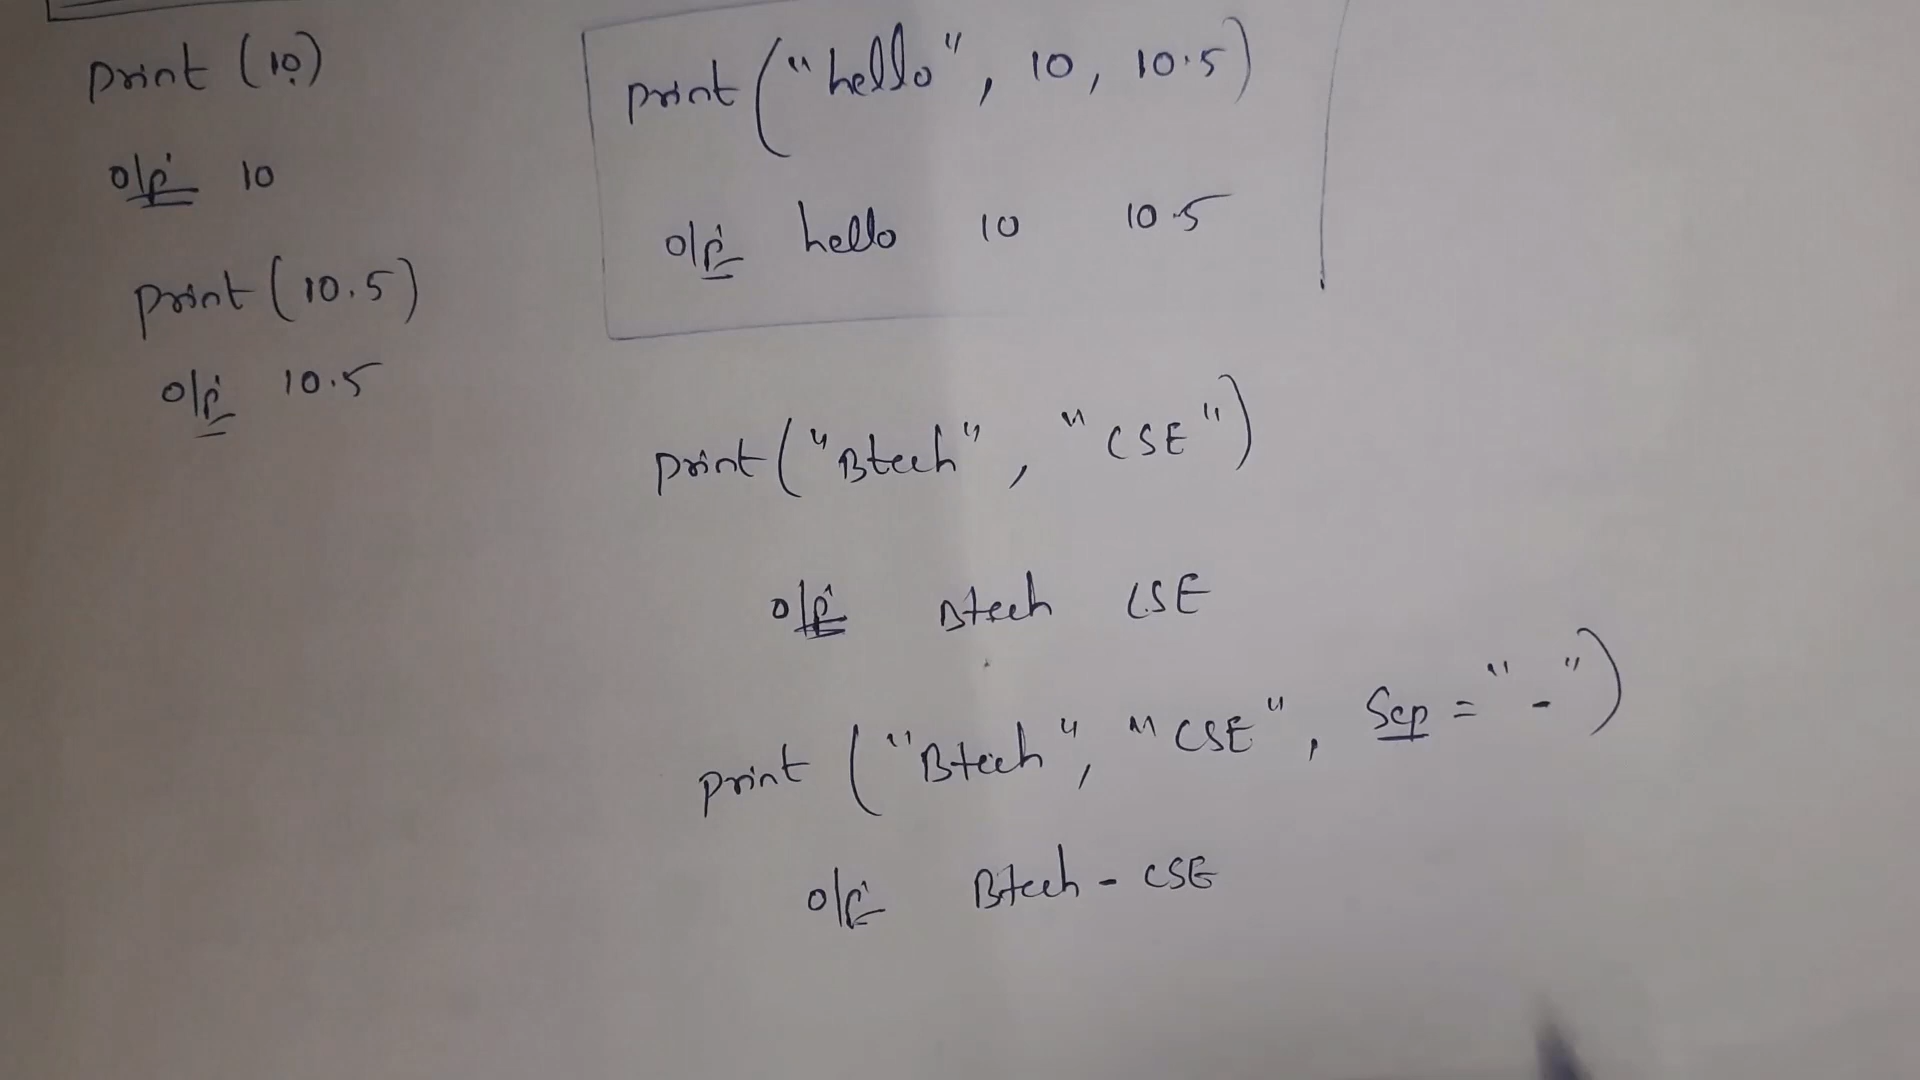 print (10)
o/p 10
print (10.5)
o/p 10.5
print ("hello", 10, 10.5)
o/p hello 10 10.5
print ("Btech", "CSE")
o/p Btech CSE
print ("Btech", "CSE", Sep = "-")
o/p Btech - CSE